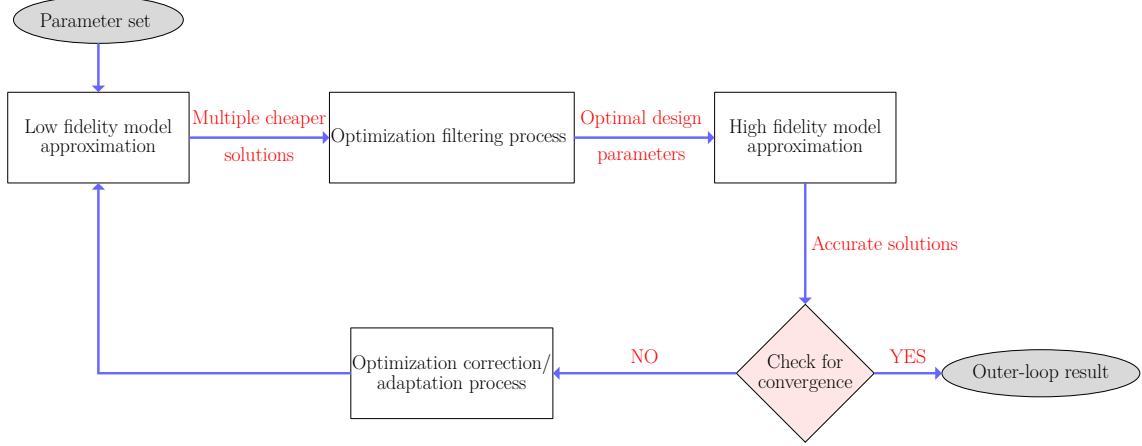 Parameter set
Low fidelity model
approximation
Multiple cheaper
solutions
Optimization filtering process
Optimal design
parameters
High fidelity model
approximation
Accurate solutions
Check for
convergence
YES
Outer-loop result
NO
Optimization correction/
adaptation process